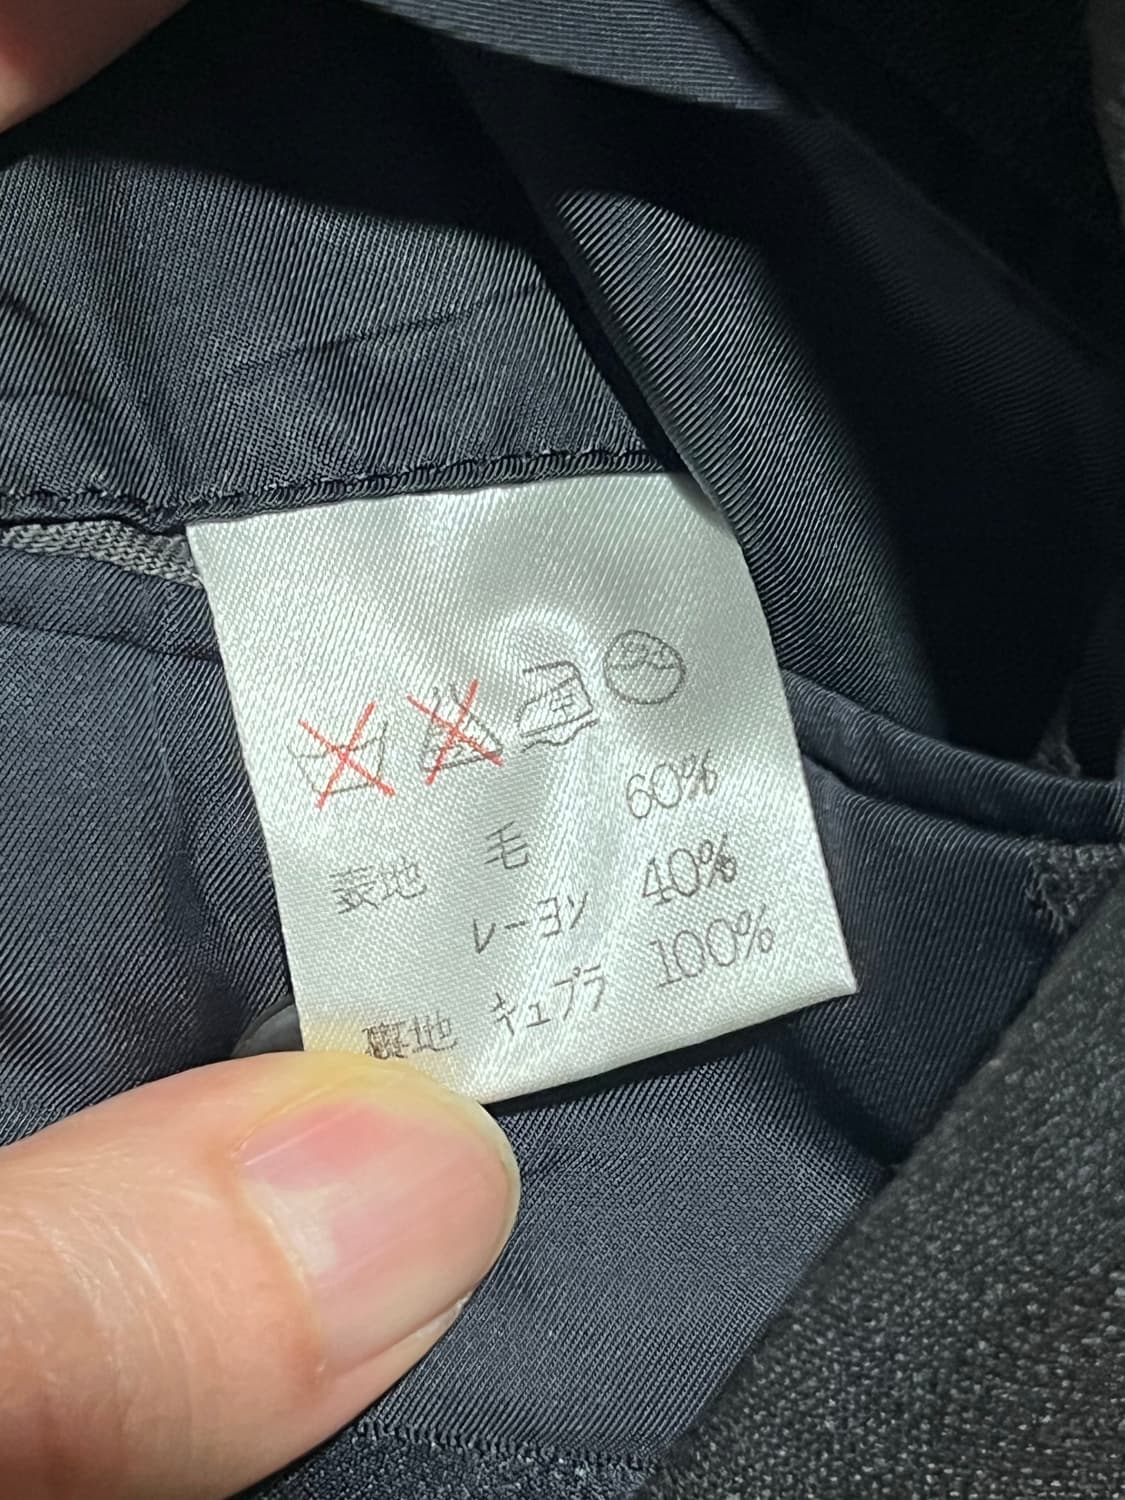 表地 毛 60%
レーヨン 40%
裏地 キュプラ 100%